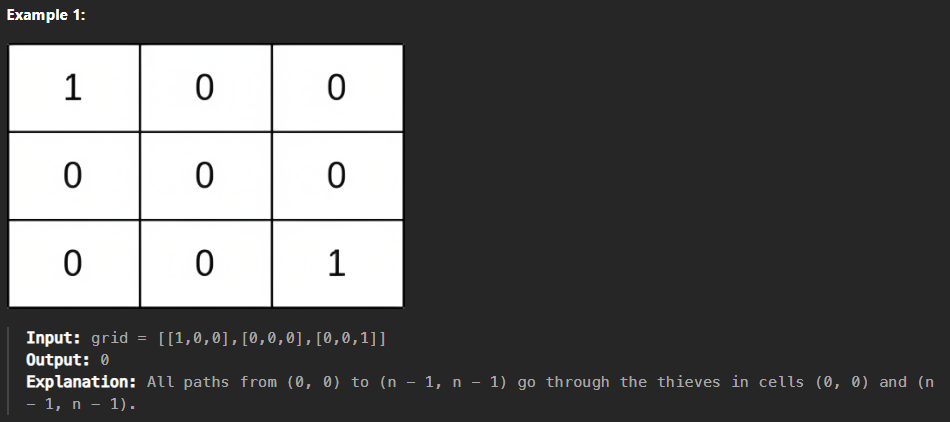 Example 1:
1 0 0
0 0 0
0 0 1
Input: grid = [[1,0,0],[0,0,0],[0,0,1]]
Output: 0
Explanation: All paths from (0, 0) to (n - 1, n - 1) go through the thieves in cells (0, 0) and (n
- 1, n - 1).